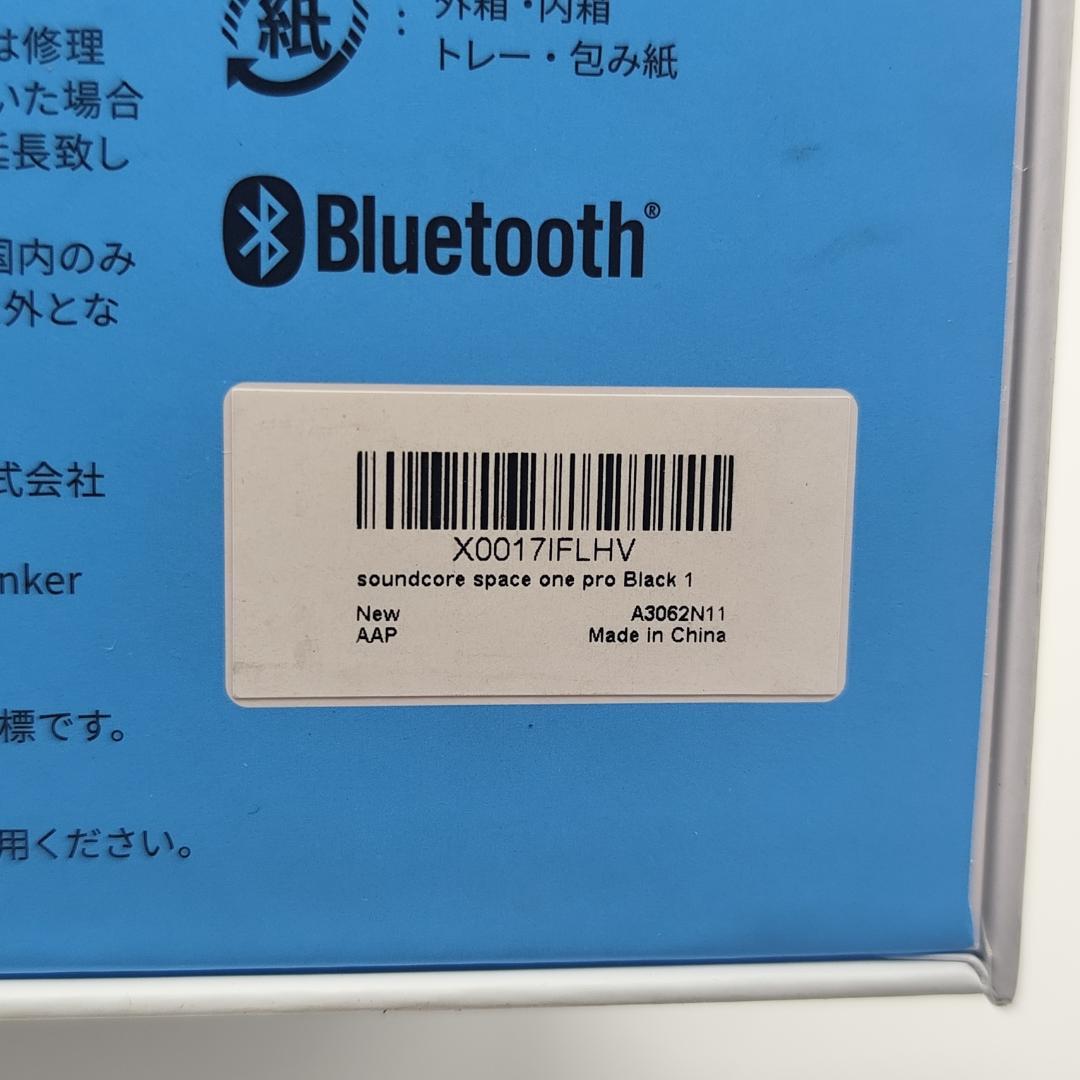 は修理
いた場合
長致し
国内のみ
外とな
式会社
nker
標です。
用ください。
紙
:
外箱・内箱
トレー・包み紙
Bluetooth®
X0017IFLHV
soundcore space one pro Black 1
New
A3062N11
AAP
Made in China